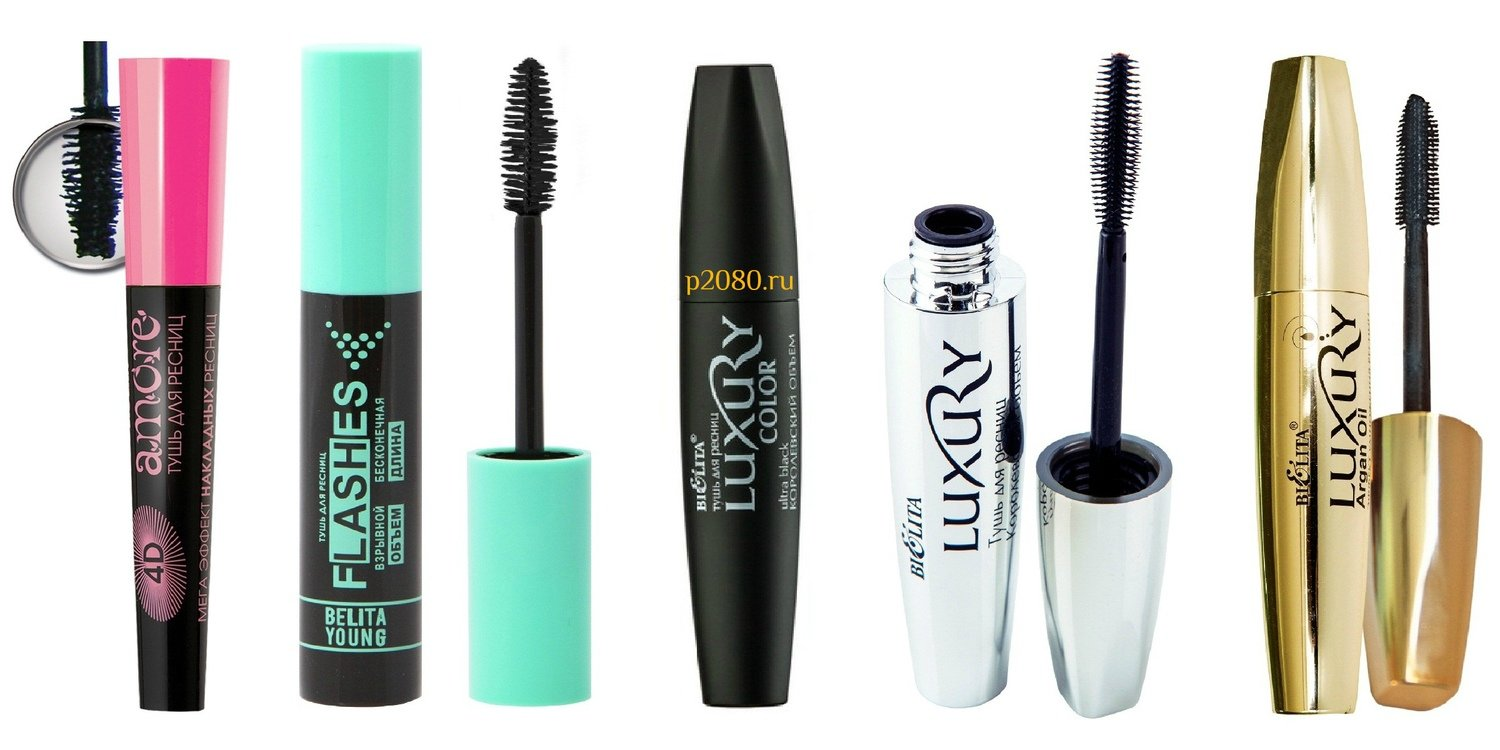 amore
ТУШЬ ДЛЯ РЕСНИЦ
МЕГА ЭФФЕКТ НАКЛАДНЫХ РЕСНИЦ
4D
ТУШЬ ДЛЯ РЕСНИЦ
FLASHES
ВЗРЫВНОЙ БЕСКОНЕЧНАЯ
ОБЪЕМ ДЛИНА
BELITA
YOUNG
p2080.ru
BIELITA®
тушь для ресниц
LUXURY
COLOR
ultra black
КОРОЛЕВСКИЙ ОБЪЕМ
BIELITA
LUXURY
Тушь для ресниц
BIELITA®
LUXURY
Argan Oil